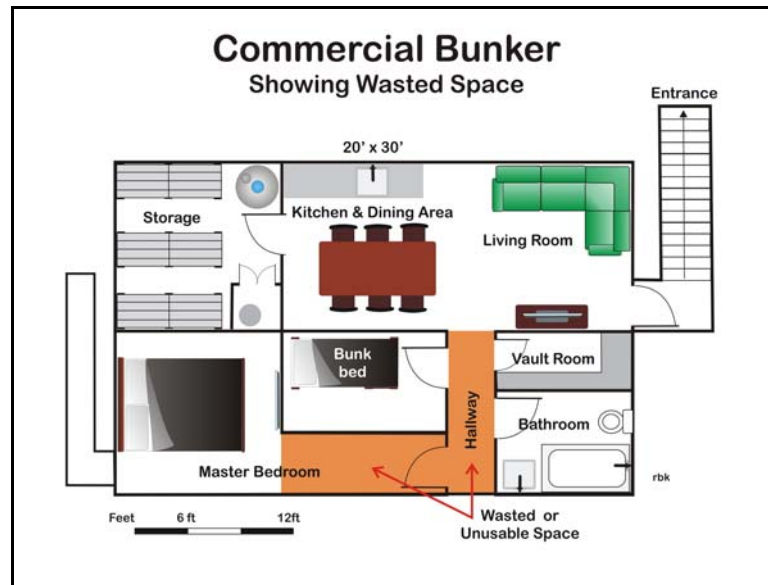 Commercial Bunker
Showing Wasted Space
Entrance
20’ x 30’
Storage
Kitchen & Dining Area
Living Room
Bunk
bed
Vault Room
Hallway
Bathroom
Master Bedroom
rbk
Feet 6 ft 12ft
Wasted or
Unusable Space